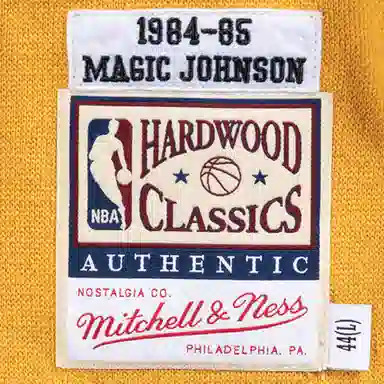 1984-85
MAGIC JOHNSON
HARDWOOD
CLASSICS
NBA
AUTHENTIC
NOSTALGIA CO.
Mitchell & Ness
PHILADELPHIA, PA.
44(L)